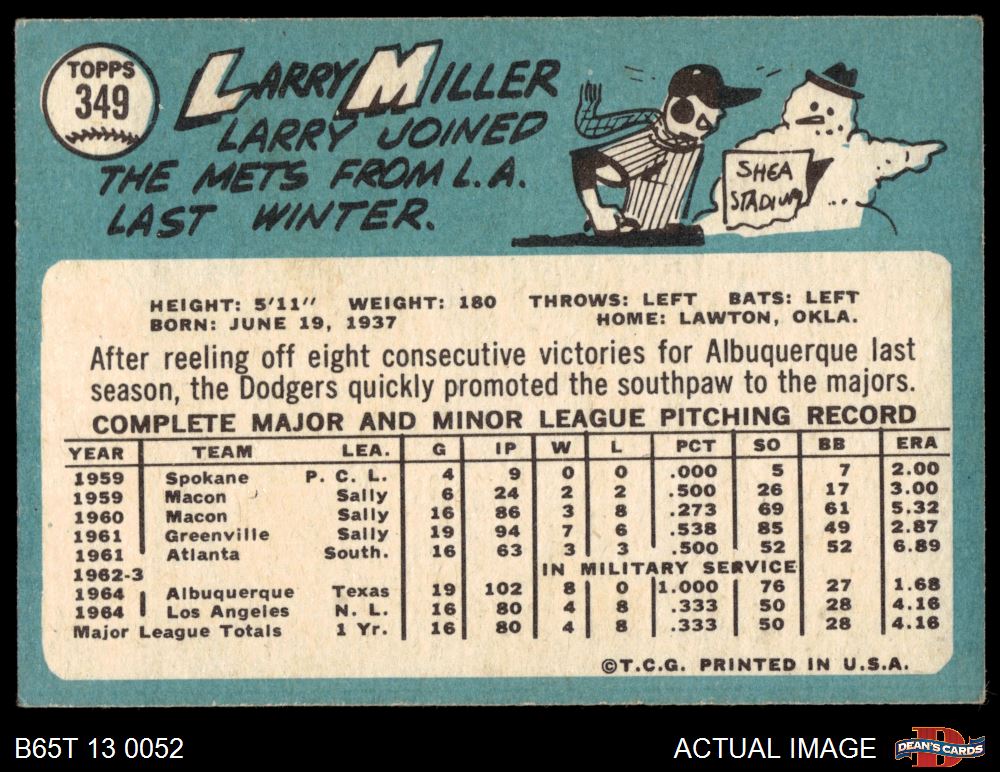 TOPPS
349
LARRY MILLER
LARRY JOINED
THE METS FROM L.A.
LAST WINTER.
SHEA
STADIUM
HEIGHT: 5'11" WEIGHT: 180 THROWS: LEFT BATS: LEFT
BORN: JUNE 19, 1937 HOME: LAWTON, OKLA.
After reeling off eight consecutive victories for Albuquerque last
season, the Dodgers quickly promoted the southpaw to the majors.
COMPLETE MAJOR AND MINOR LEAGUE PITCHING RECORD
YEAR TEAM LEA. G IP W L PCT SO BB ERA
1959 Spokane P. C. L. 4 9 0 0 .000 5 7 2.00
1959 Macon Sally 6 24 2 2 .500 26 17 3.00
1960 Macon Sally 16 86 3 8 .273 69 61 5.32
1961 Greenville Sally 19 94 7 6 .538 85 49 2.87
1961 Atlanta South. 16 63 3 3 .500 52 52 6.89
1962-3 IN MILITARY SERVICE
1964 Albuquerque Texas 19 102 8 0 1.000 76 27 1.68
1964 Los Angeles N. L. 16 80 4 8 .333 50 28 4.16
Major League Totals 1 Yr. 16 80 4 8 .333 50 28 4.16
©T.C.G. PRINTED IN U.S.A.
B65T 13 0052
ACTUAL IMAGE
D
DEAN'S CARDS